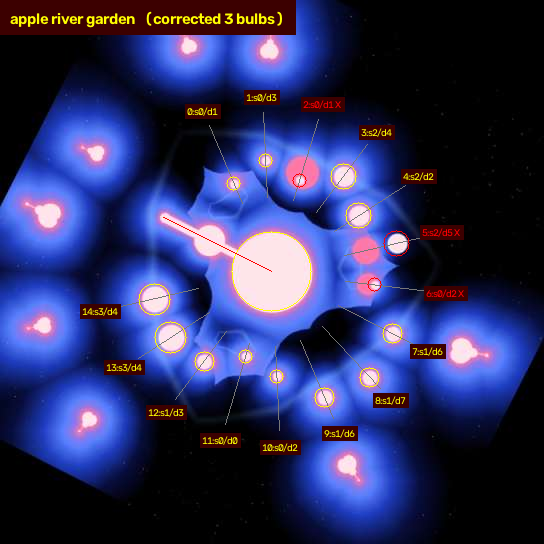 apple river garden （corrected 3 bulbs）
1:s0/d3
2:s0/d1 X
0:s0/d1
3:s2/d4
4:s2/d2
5:s2/d5 X
6:s0/d2 X
14:s3/d4
7:s1/d6
13:s3/d4
8:s1/d7
12:s1/d3
9:s1/d6
11:s0/d0
10:s0/d2